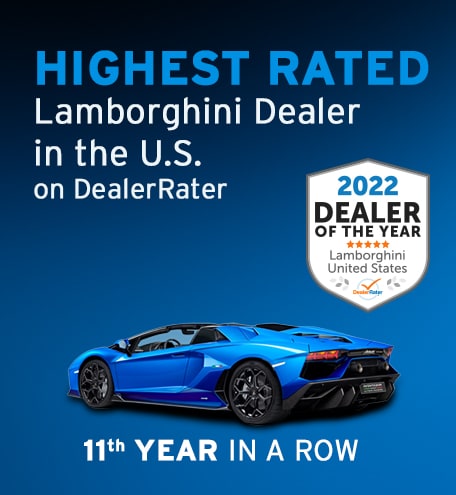 HIGHEST RATED
Lamborghini Dealer
in the U.S.
on DealerRater
2022
DEALER
OF THE YEAR
Lamborghini
United States
DealerRater
11th YEAR IN A ROW